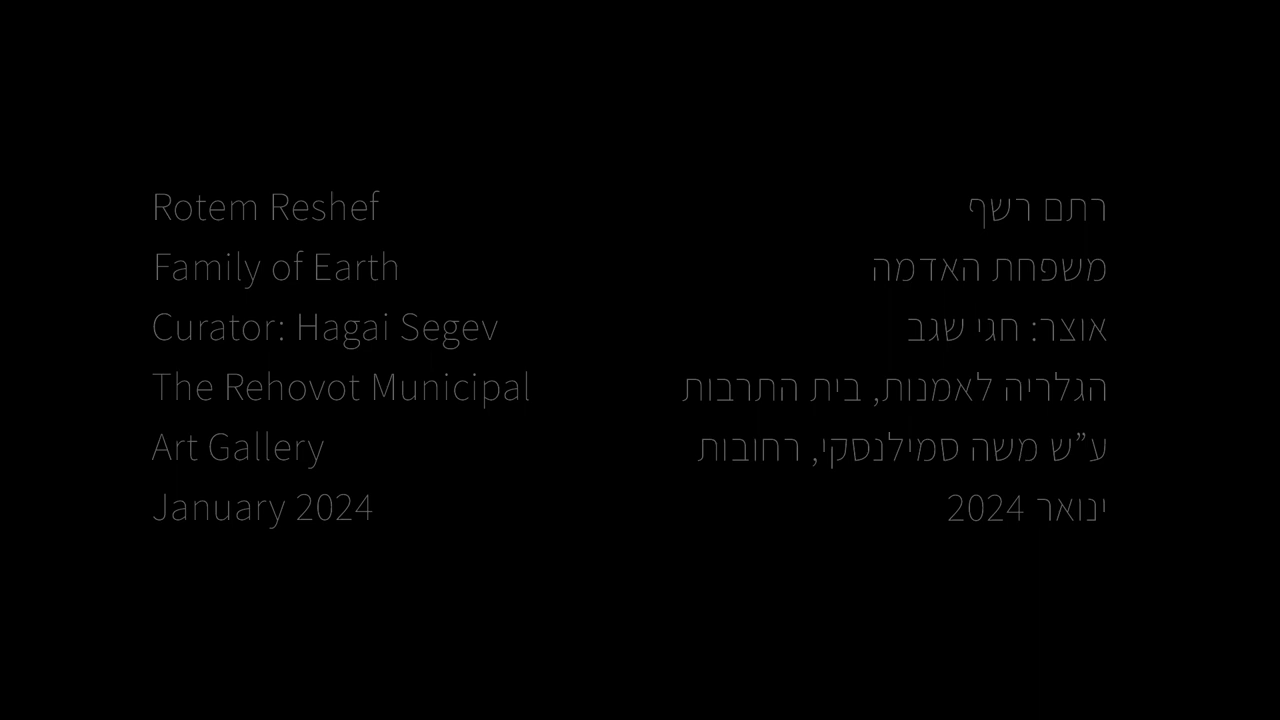 Rotem Reshef
Family of Earth
Curator: Hagai Segev
The Rehovot Municipal
Art Gallery
January 2024
רתם רשף
משפחת האדמה
אוצר: חגי שגב
הגלריה לאמנות, בית התרבות
ע”ש משה סמילנסקי, רחובות
ינואר 2024